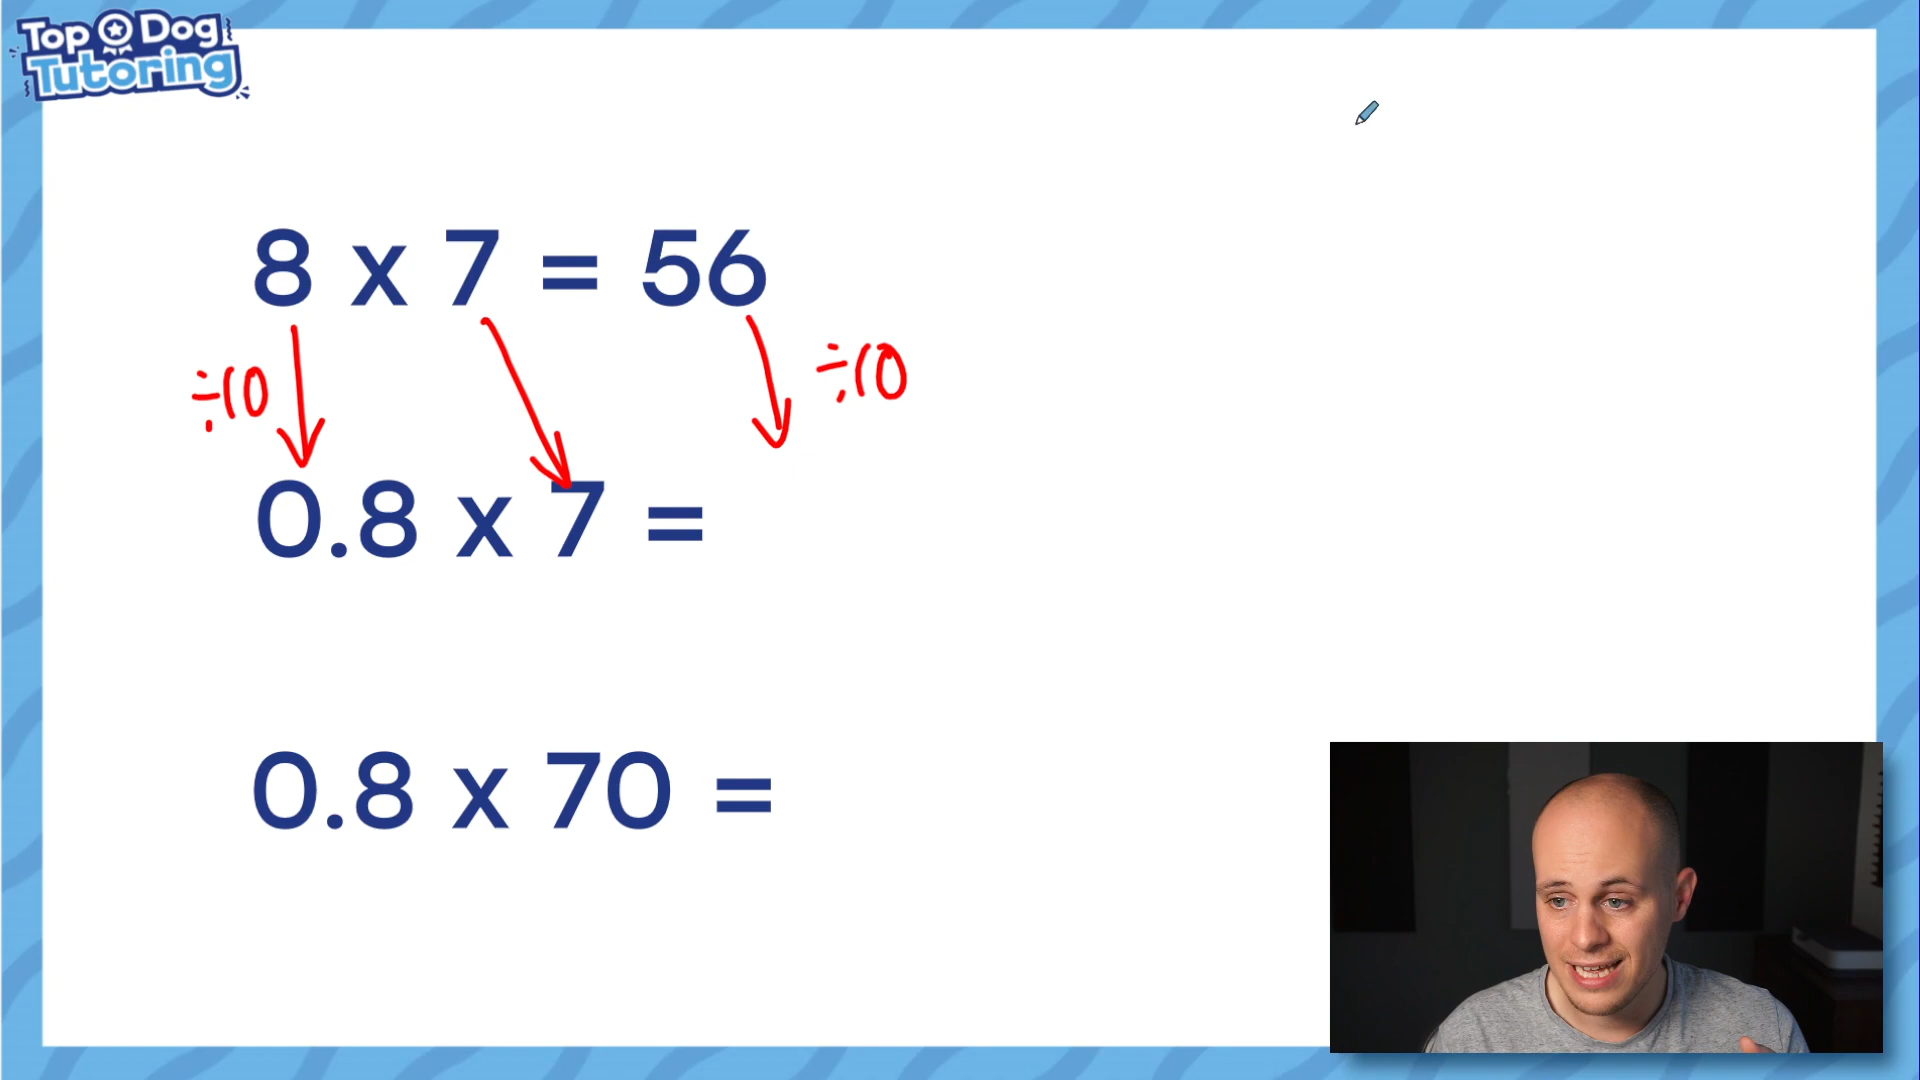 Top Dog
Tutoring
8 x 7 = 56
÷10
÷10
0.8 x 7 =
0.8 x 70 =